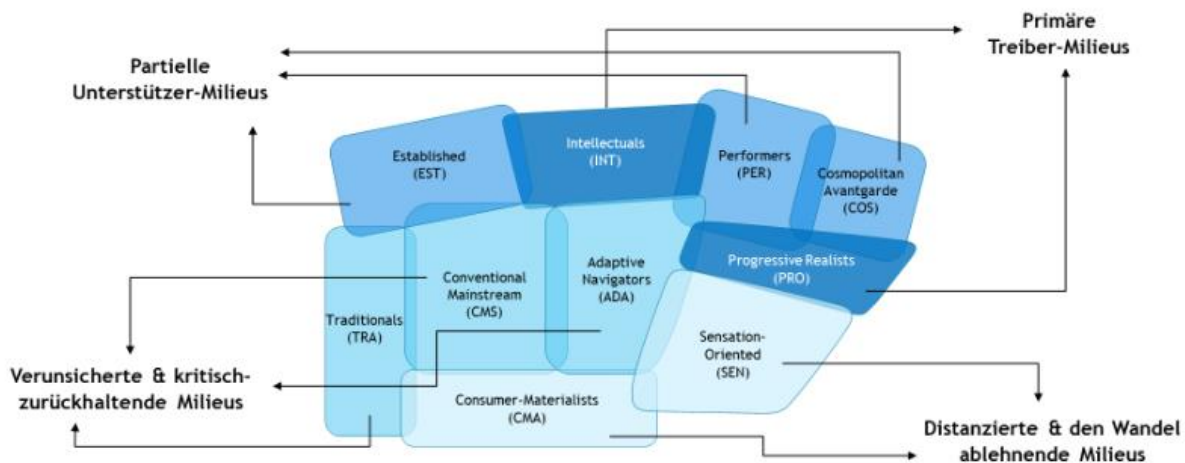 Primäre
Treiber-Milieus
Partielle
Unterstützer-Milieus
Established
(EST)
Intellectuals
(INT)
Performers
(PER)
Cosmopolitan
Avantgarde
(COS)
Conventional
Mainstream
(CMS)
Adaptive
Navigators
(ADA)
Progressive Realists
(PRO)
Traditionals
(TRA)
Sensation-
Oriented
(SEN)
Verunsicherte & kritisch-
zurückhaltende Milieus
Consumer-Materialists
(CMA)
Distanzierte & den Wandel
ablehnende Milieus